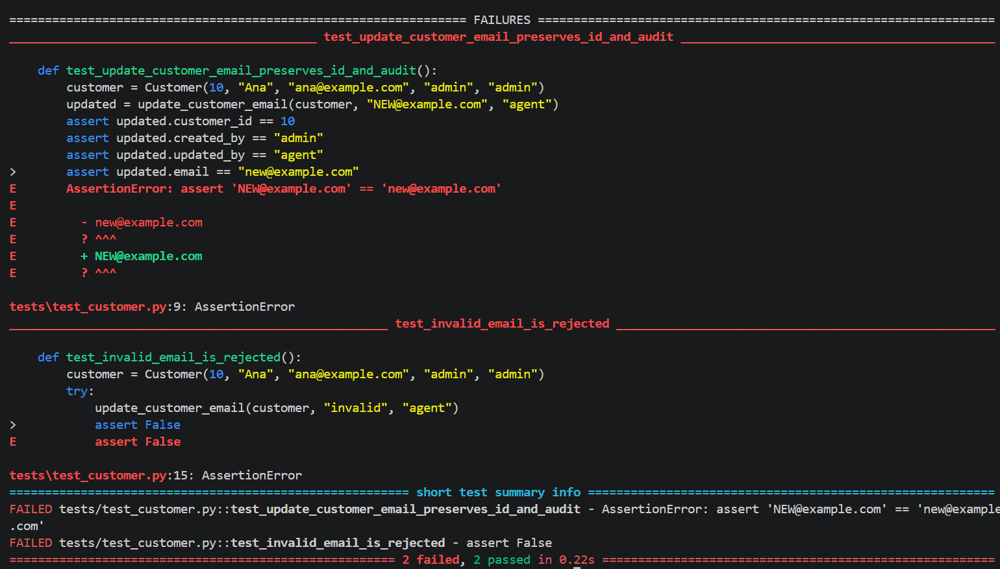 ================================================================ FAILURES ================================================================
___________________________________________ test_update_customer_email_preserves_id_and_audit ____________________________________________
    def test_update_customer_email_preserves_id_and_audit():
        customer = Customer(10, "Ana", "ana@example.com", "admin", "admin")
        updated = update_customer_email(customer, "NEW@example.com", "agent")
        assert updated.customer_id == 10
        assert updated.created_by == "admin"
        assert updated.updated_by == "agent"
>       assert updated.email == "new@example.com"
E       AssertionError: assert 'NEW@example.com' == 'new@example.com'
E
E         - new@example.com
E         ? ^^^
E         + NEW@example.com
E         ? ^^^
tests\test_customer.py:9: AssertionError
_____________________________________________________ test_invalid_email_is_rejected _____________________________________________________
    def test_invalid_email_is_rejected():
        customer = Customer(10, "Ana", "ana@example.com", "admin", "admin")
        try:
            update_customer_email(customer, "invalid", "agent")
>           assert False
E           assert False
tests\test_customer.py:15: AssertionError
======================================================== short test summary info =========================================================
FAILED tests/test_customer.py::test_update_customer_email_preserves_id_and_audit - AssertionError: assert 'NEW@example.com' == 'new@example
.com'
FAILED tests/test_customer.py::test_invalid_email_is_rejected - assert False
====================================================== 2 failed, 2 passed in 0.22s =======================================================